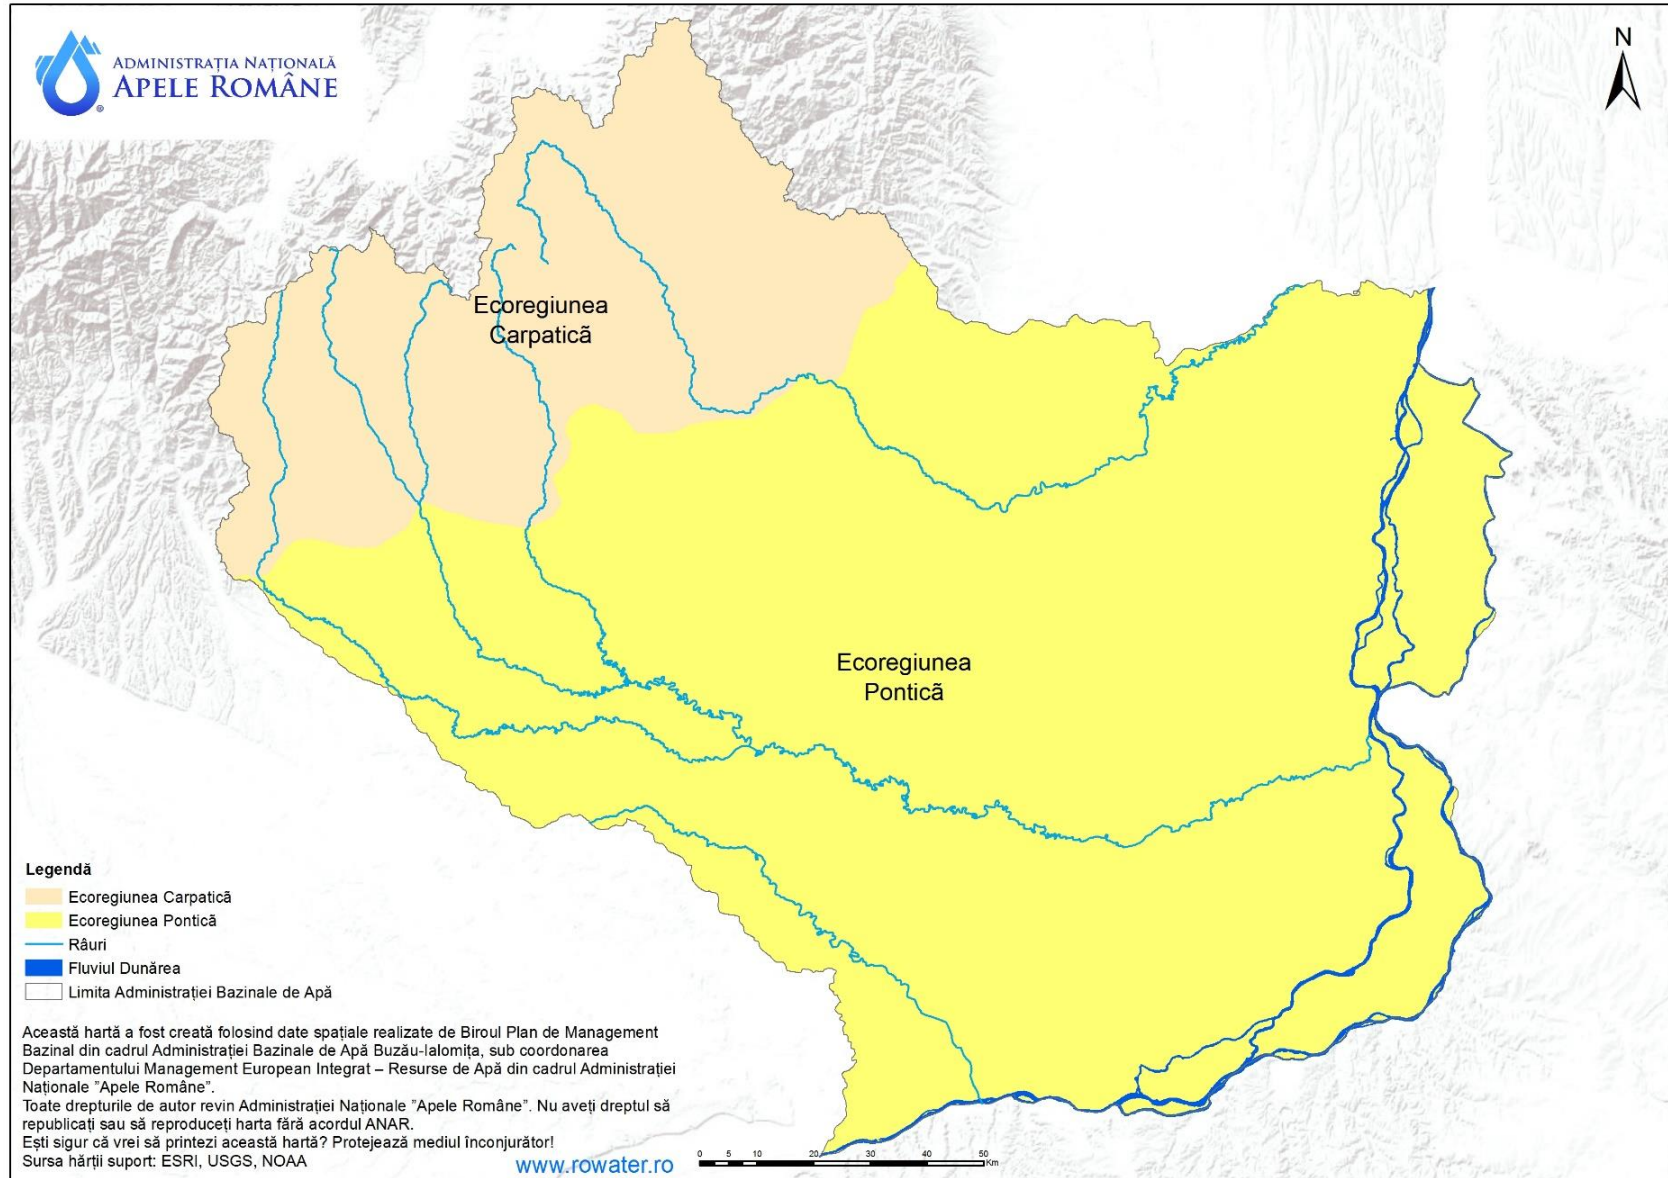 ADMINISTRAȚIA NAȚIONALĂ
APELE ROMÂNE
®
N
Ecoregiunea
Carpatică
Ecoregiunea
Pontică
Legendă
Ecoregiunea Carpatică
Ecoregiunea Pontică
Râuri
Fluviul Dunărea
Limita Administrației Bazinale de Apă
Această hartă a fost creată folosind date spațiale realizate de Biroul Plan de Management
Bazinal din cadrul Administrației Bazinale de Apă Buzău-Ialomița, sub coordonarea
Departamentului Management European Integrat – Resurse de Apă din cadrul Administrației
Naționale "Apele Române".
Toate drepturile de autor revin Administrației Naționale "Apele Române". Nu aveți dreptul să
republicați sau să reproduceți harta fără acordul ANAR.
Ești sigur că vrei să printezi această hartă? Protejează mediul înconjurător!
Sursa hărții suport: ESRI, USGS, NOAA
www.rowater.ro
0 5 10 20 30 40 50
Km